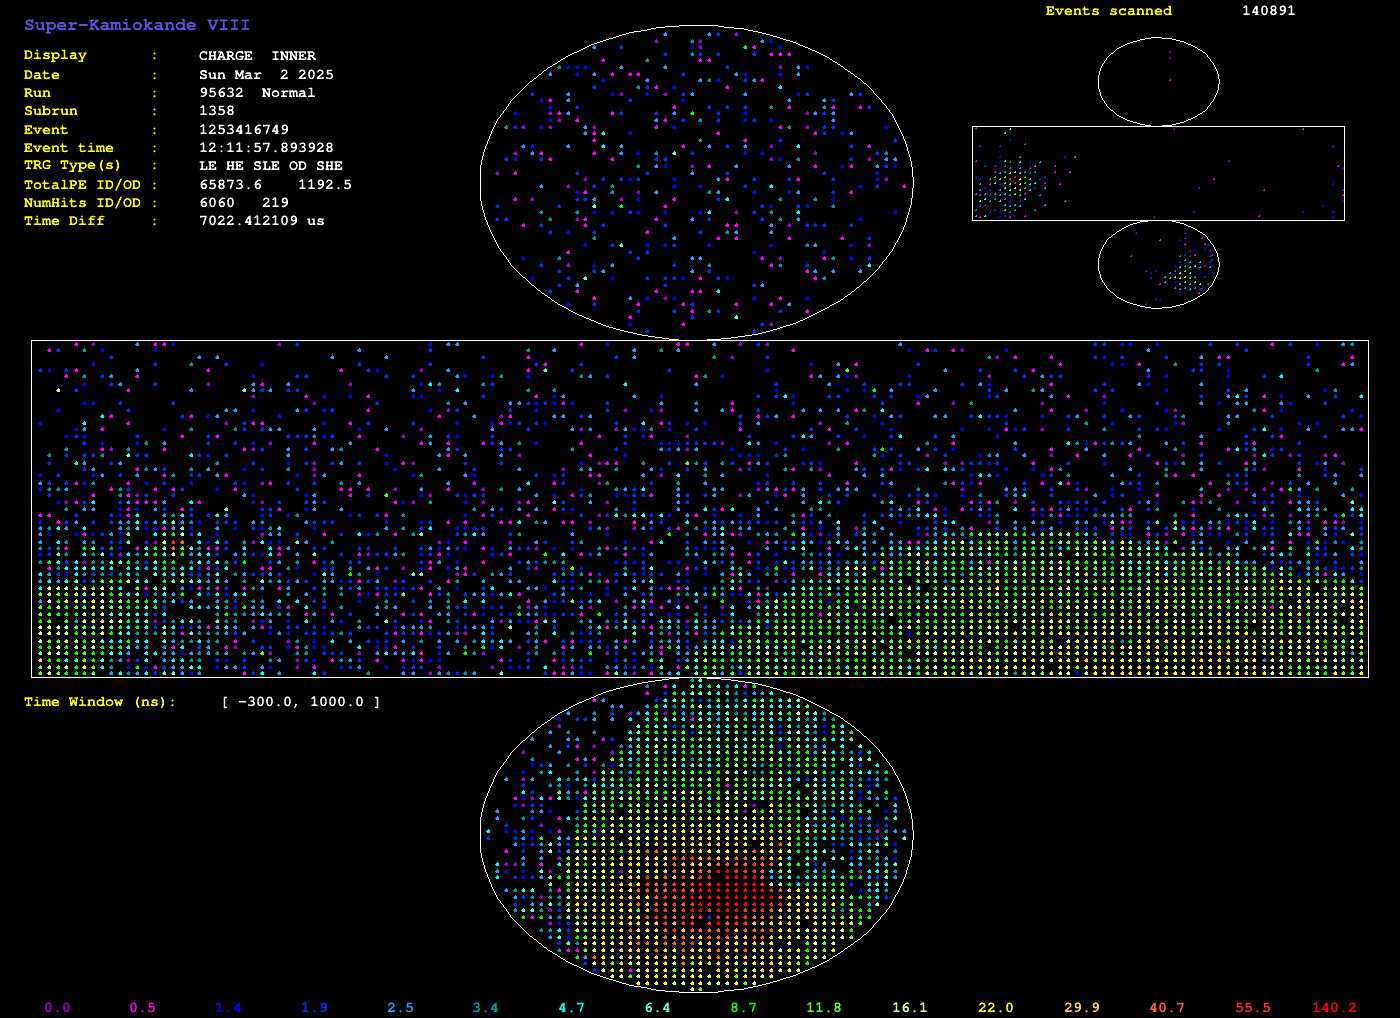 Super-Kamiokande VIII
Display : CHARGE INNER
Date : Sun Mar 2 2025
Run : 95632 Normal
Subrun : 1358
Event : 1253416749
Event time : 12:11:57.893928
TRG Type(s) : LE HE SLE OD SHE
TotalPE ID/OD : 65873.6 1192.5
NumHits ID/OD : 6060 219
Time Diff : 7022.412109 us
Events scanned 140891
Time Window (ns): [ -300.0, 1000.0 ]
0.0 0.5 1.4 1.9 2.5 3.4 4.7 6.4 8.7 11.8 16.1 22.0 29.9 40.7 55.5 140.2